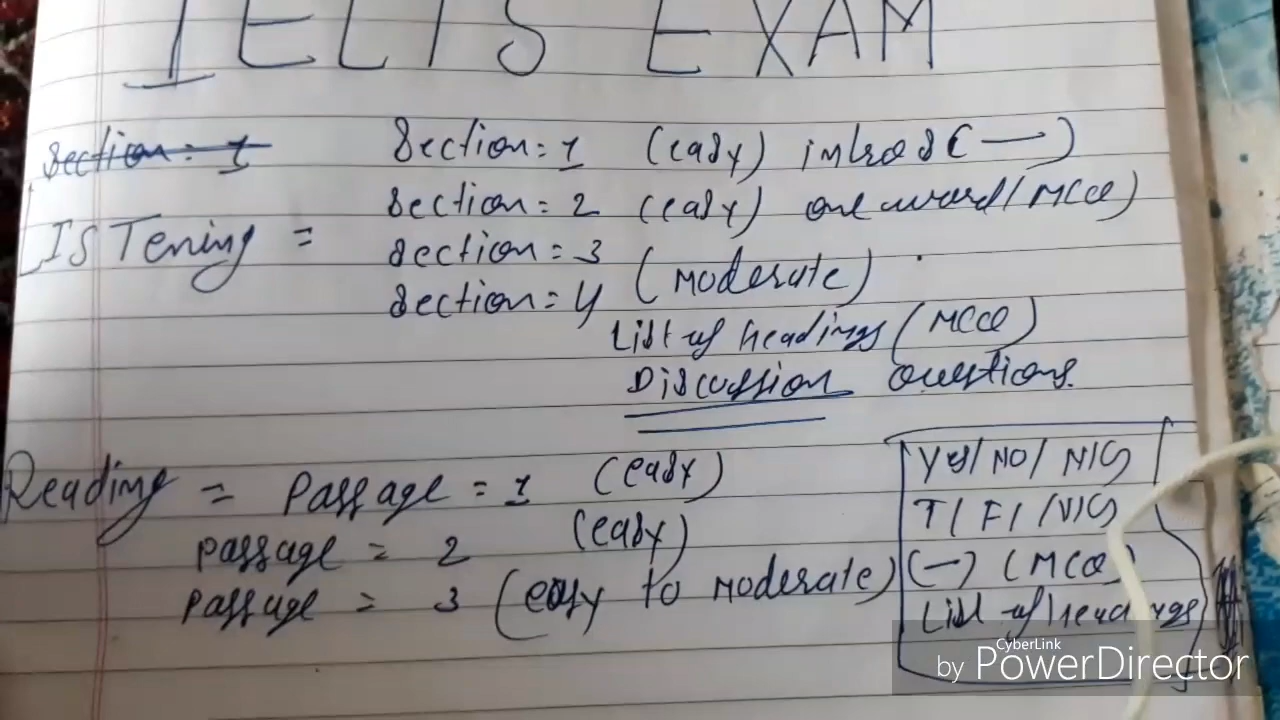 IELTS EXAM
Section: 1
Section: 1 (easy) intro & (—)
LISTening = Section = 2 (easy) one word/MCQ)
Section = 3
Section = 4 (Moderate)
List of headings (MCQ)
Discussion Questions.
Reading = Passage = 1 (easy)
Passage = 2 (easy)
Passage = 3 (easy to moderate)
Yes/NO/ N/G
T/F/ N/G
(—) (MCQ)
List of headings
CyberLink
by PowerDirector